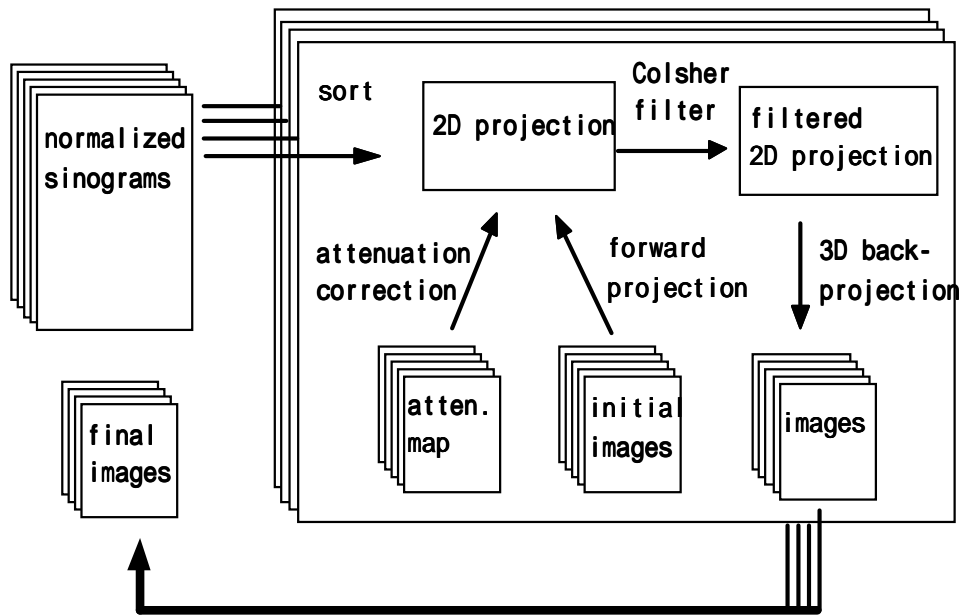 normalized
sinograms
sort
2D projection
Colsher
filter
filtered
2D projection
attenuation
correction
forward
projection
3D back-
projection
atten.
map
initial
images
images
final
images